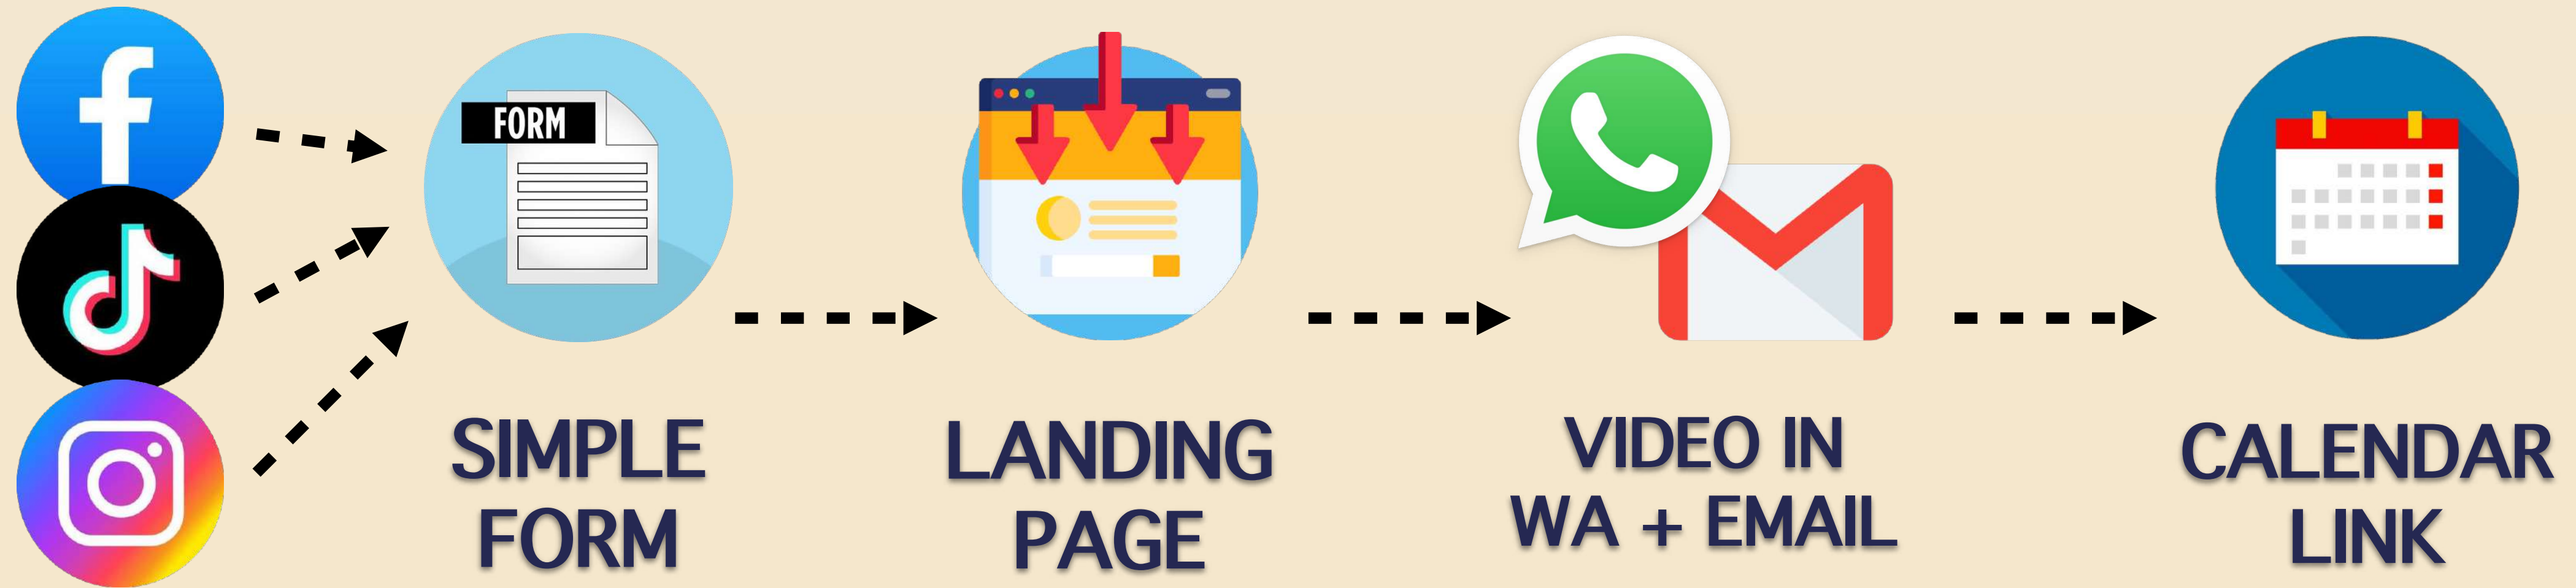 FORM
SIMPLE
FORM
LANDING
PAGE
VIDEO IN
WA + EMAIL
CALENDAR
LINK